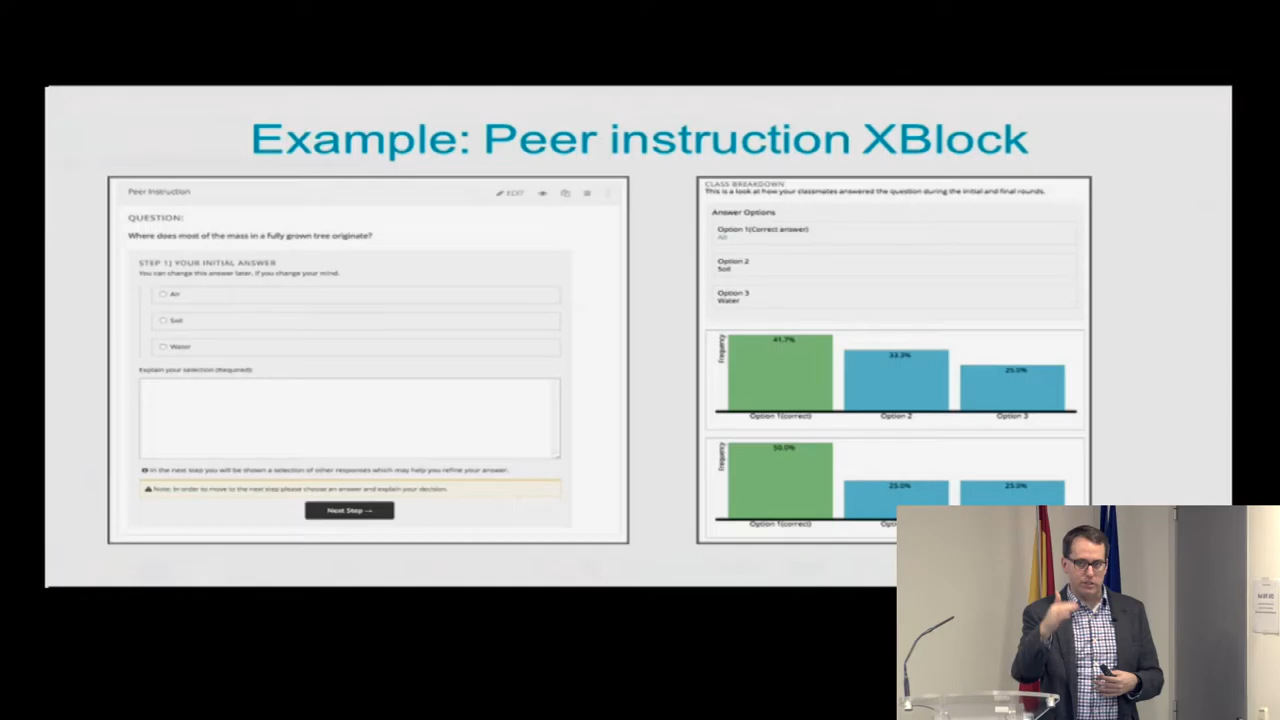 Example: Peer instruction XBlock
Peer Instruction
EDIT
QUESTION:
Where does most of the mass in a fully grown tree originate?
STEP 1) YOUR INITIAL ANSWER
You can change this answer later, if you change your mind.
Air
Soil
Water
Explain your selection (Required):
In the next step you will be shown a selection of other responses which may help you refine your answer.
Note: In order to move to the next step please choose an answer and explain your decision.
Next Step →
CLASS BREAKDOWN
This is a look at how your classmates answered the question during the initial and final rounds.
Answer Options
Option 1(Correct answer)
Air
Option 2
Soil
Option 3
Water
Frequency
41.7%
33.3%
25.0%
Option 1(correct)
Option 2
Option 3
Frequency
50.0%
25.0%
25.0%
Option 1(correct)